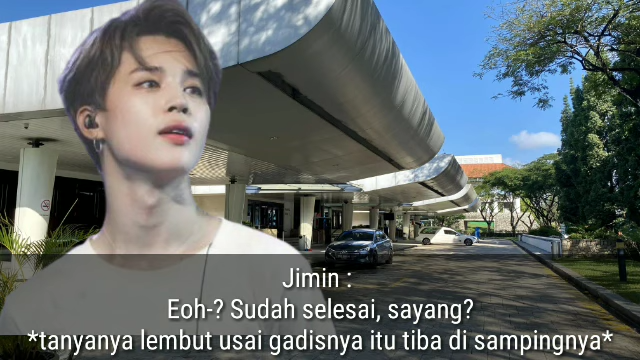 Jimin :
Eoh-? Sudah selesai, sayang?
*tanyanya lembut usai gadisnya itu tiba di sampingnya*